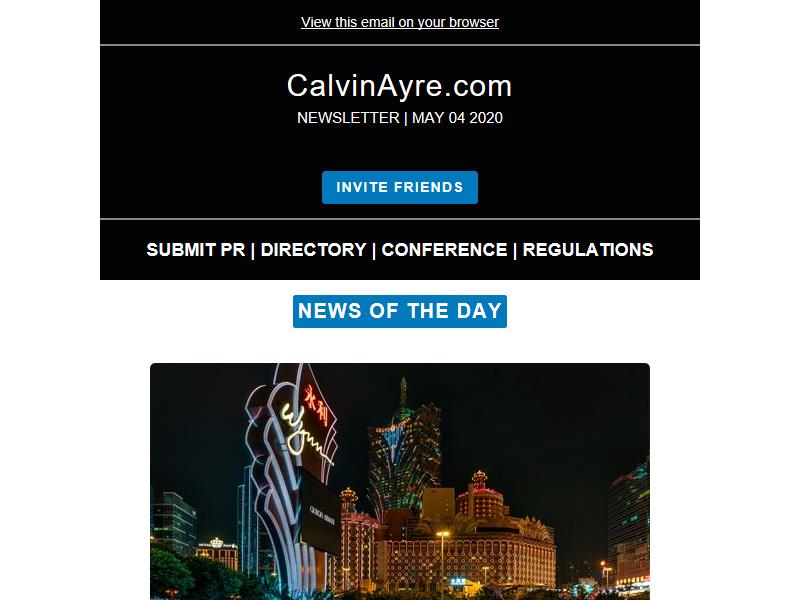 View this email on your browser
CalvinAyre.com
NEWSLETTER | MAY 04 2020
INVITE FRIENDS
SUBMIT PR | DIRECTORY | CONFERENCE | REGULATIONS
NEWS OF THE DAY
永利
Wynn
GIORGIO ARMANI